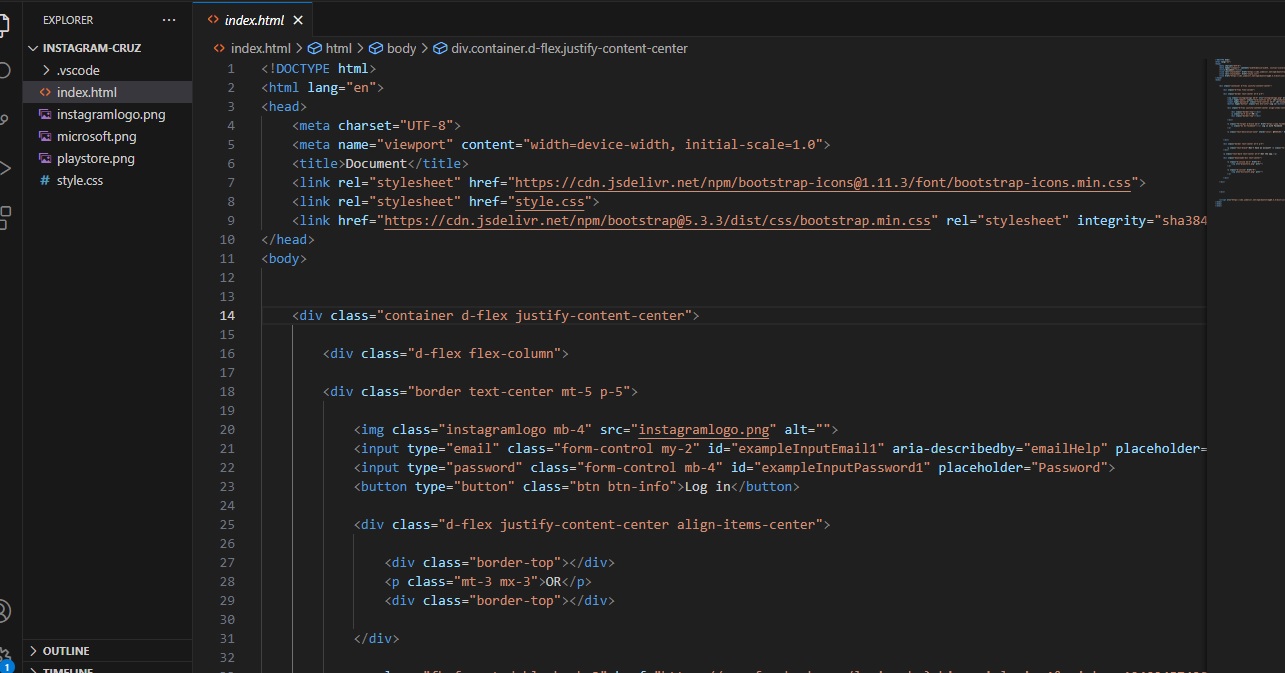 EXPLORER
···
index.html
INSTAGRAM-CRUZ
.vscode
index.html
instagramlogo.png
microsoft.png
playstore.png
style.css
OUTLINE
TIMELINE
1
index.html > html > body > div.container.d-flex.justify-content-center
1 <!DOCTYPE html>
2 <html lang="en">
3 <head>
4 <meta charset="UTF-8">
5 <meta name="viewport" content="width=device-width, initial-scale=1.0">
6 <title>Document</title>
7 <link rel="stylesheet" href="https://cdn.jsdelivr.net/npm/bootstrap-icons@1.11.3/font/bootstrap-icons.min.css">
8 <link rel="stylesheet" href="style.css">
9 <link href="https://cdn.jsdelivr.net/npm/bootstrap@5.3.3/dist/css/bootstrap.min.css" rel="stylesheet" integrity="sha384
10 </head>
11 <body>
12
13
14 <div class="container d-flex justify-content-center">
15
16 <div class="d-flex flex-column">
17
18 <div class="border text-center mt-5 p-5">
19
20 <img class="instagramlogo mb-4" src="instagramlogo.png" alt="">
21 <input type="email" class="form-control my-2" id="exampleInputEmail1" aria-describedby="emailHelp" placeholder=
22 <input type="password" class="form-control mb-4" id="exampleInputPassword1" placeholder="Password">
23 <button type="button" class="btn btn-info">Log in</button>
24
25 <div class="d-flex justify-content-center align-items-center">
26
27 <div class="border-top"></div>
28 <p class="mt-3 mx-3">OR</p>
29 <div class="border-top"></div>
30
31 </div>
32